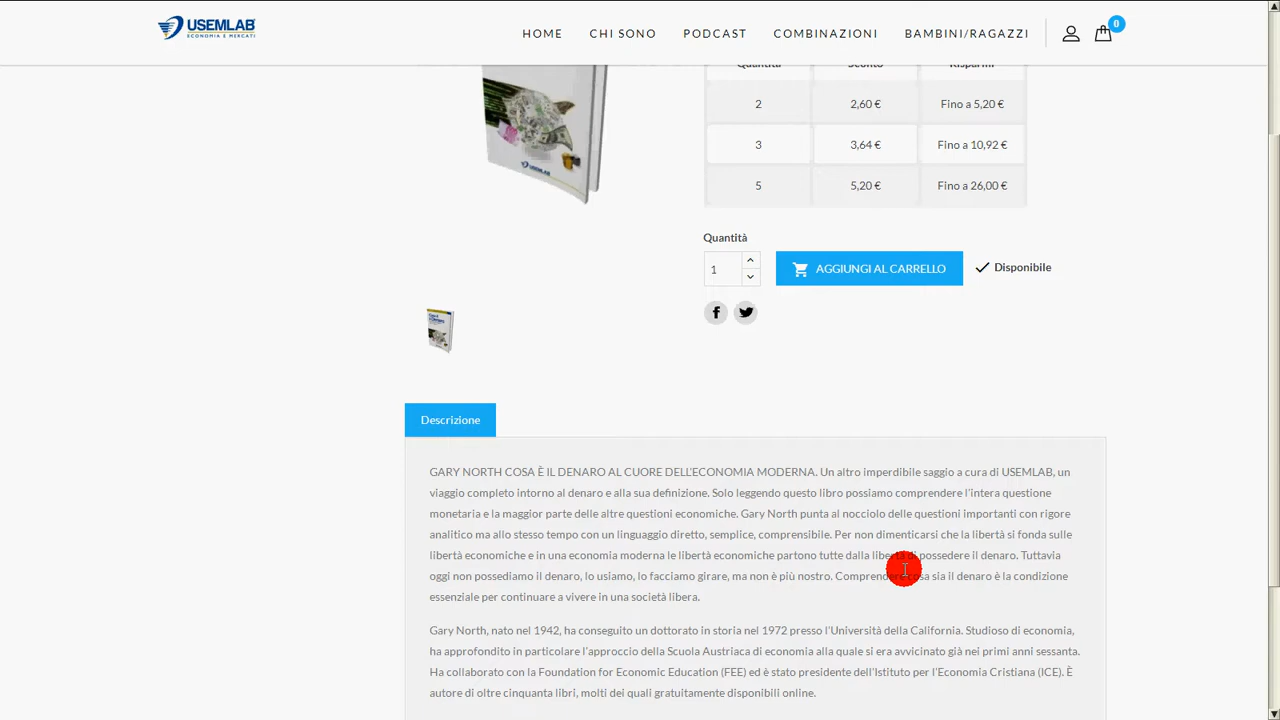 USEMLAB
ECONOMIA E MERCATI
HOME CHI SONO PODCAST COMBINAZIONI BAMBINI/RAGAZZI
0
Quantità Sconto Risparmi
2 2,60 € Fino a 5,20 €
3 3,64 € Fino a 10,92 €
5 5,20 € Fino a 26,00 €
USEMLAB
Quantità
1 AGGIUNGI AL CARRELLO Disponibile
Descrizione
GARY NORTH COSA È IL DENARO AL CUORE DELL'ECONOMIA MODERNA. Un altro imperdibile saggio a cura di USEMLAB, un
viaggio completo intorno al denaro e alla sua definizione. Solo leggendo questo libro possiamo comprendere l'intera questione
monetaria e la maggior parte delle altre questioni economiche. Gary North punta al nocciolo delle questioni importanti con rigore
analitico ma allo stesso tempo con un linguaggio diretto, semplice, comprensibile. Per non dimenticarsi che la libertà si fonda sulle
libertà economiche e in una economia moderna le libertà economiche partono tutte dalla libertà di possedere il denaro. Tuttavia
oggi non possediamo il denaro, lo usiamo, lo facciamo girare, ma non è più nostro. Comprendere cosa sia il denaro è la condizione
essenziale per continuare a vivere in una società libera.
Gary North, nato nel 1942, ha conseguito un dottorato in storia nel 1972 presso l'Università della California. Studioso di economia,
ha approfondito in particolare l'approccio della Scuola Austriaca di economia alla quale si era avvicinato già nei primi anni sessanta.
Ha collaborato con la Foundation for Economic Education (FEE) ed è stato presidente dell'Istituto per l'Economia Cristiana (ICE). È
autore di oltre cinquanta libri, molti dei quali gratuitamente disponibili online.